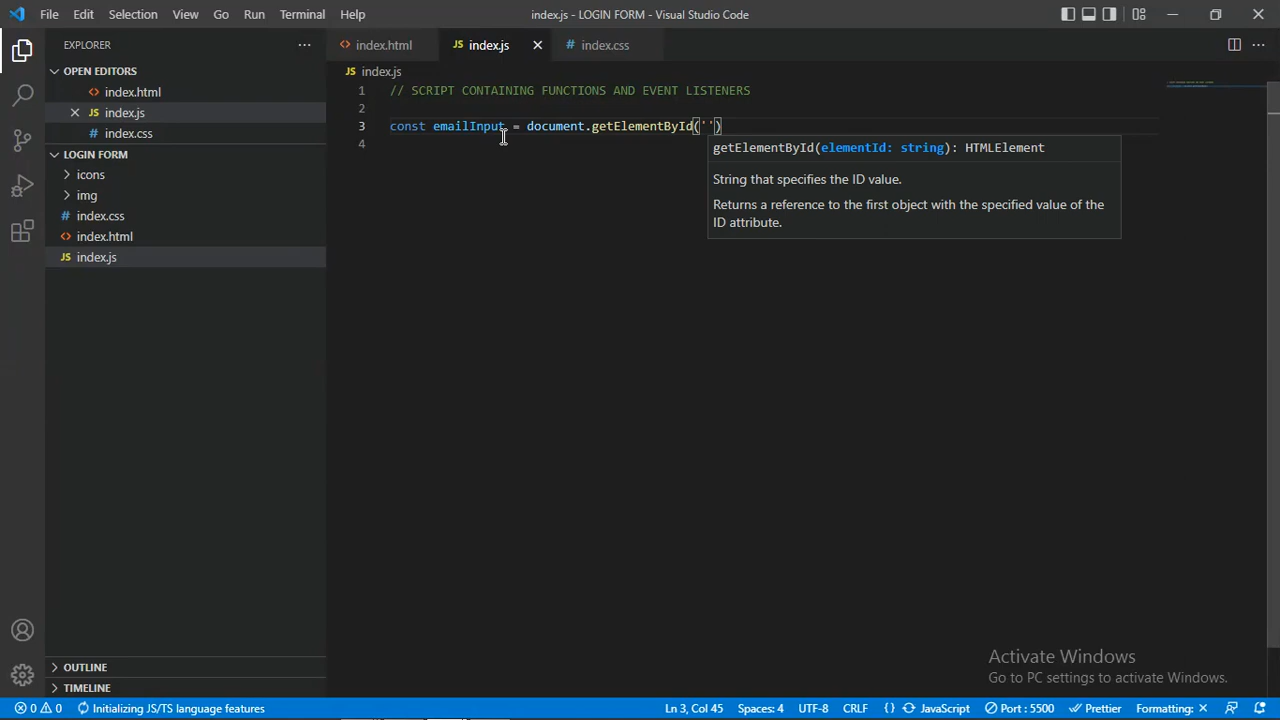 File Edit Selection View Go Run Terminal Help
index.js - LOGIN FORM - Visual Studio Code
EXPLORER
OPEN EDITORS
index.html
JS index.js
# index.css
LOGIN FORM
icons
img
# index.css
index.html
JS index.js
OUTLINE
TIMELINE
index.html
JS index.js
# index.css
JS index.js
1 // SCRIPT CONTAINING FUNCTIONS AND EVENT LISTENERS
2
3 const emailInput = document.getElementById('')
4
getElementById(elementId: string): HTMLElement
String that specifies the ID value.
Returns a reference to the first object with the specified value of the
ID attribute.
Activate Windows
Go to PC settings to activate Windows.
0 0 Initializing JS/TS language features
Ln 3, Col 45 Spaces: 4 UTF-8 CRLF {} JavaScript Port : 5500 Prettier Formatting: ×